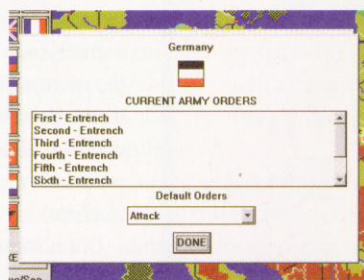 Germany
CURRENT ARMY ORDERS
First - Entrench
Second - Entrench
Third - Entrench
Fourth - Entrench
Fifth - Entrench
Sixth - Entrench
Default Orders
Attack
DONE